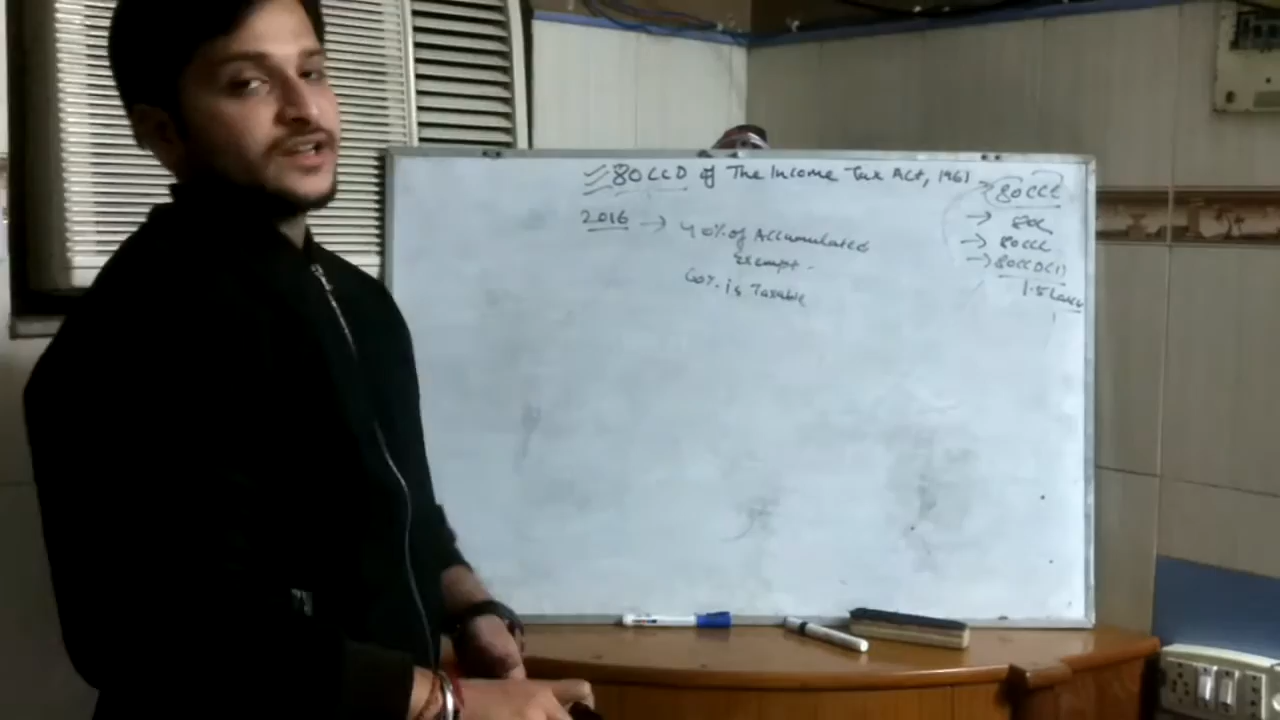 80CCD of The Income Tax Act, 1961
2016 → 40% of Accumulated
Exempt.
60% is Taxable
→ 80CCE
→ 80C
→ 80CCC
→ 80CCD(1)
1.5 Lakh